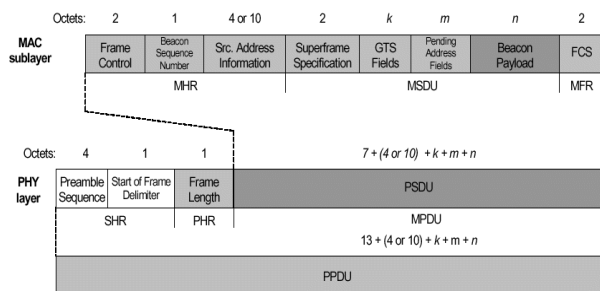 Octets: 2 1 4 or 10 2 k m n 2
MAC sublayer
Frame Control
Beacon Sequence Number
Src. Address Information
Superframe Specification
GTS Fields
Pending Address Fields
Beacon Payload
FCS
MHR MSDU MFR
Octets: 4 1 1 7 + (4 or 10) + k + m + n
PHY layer
Preamble Sequence
Start of Frame Delimiter
Frame Length
PSDU
SHR PHR MPDU
13 + (4 or 10) + k + m + n
PPDU